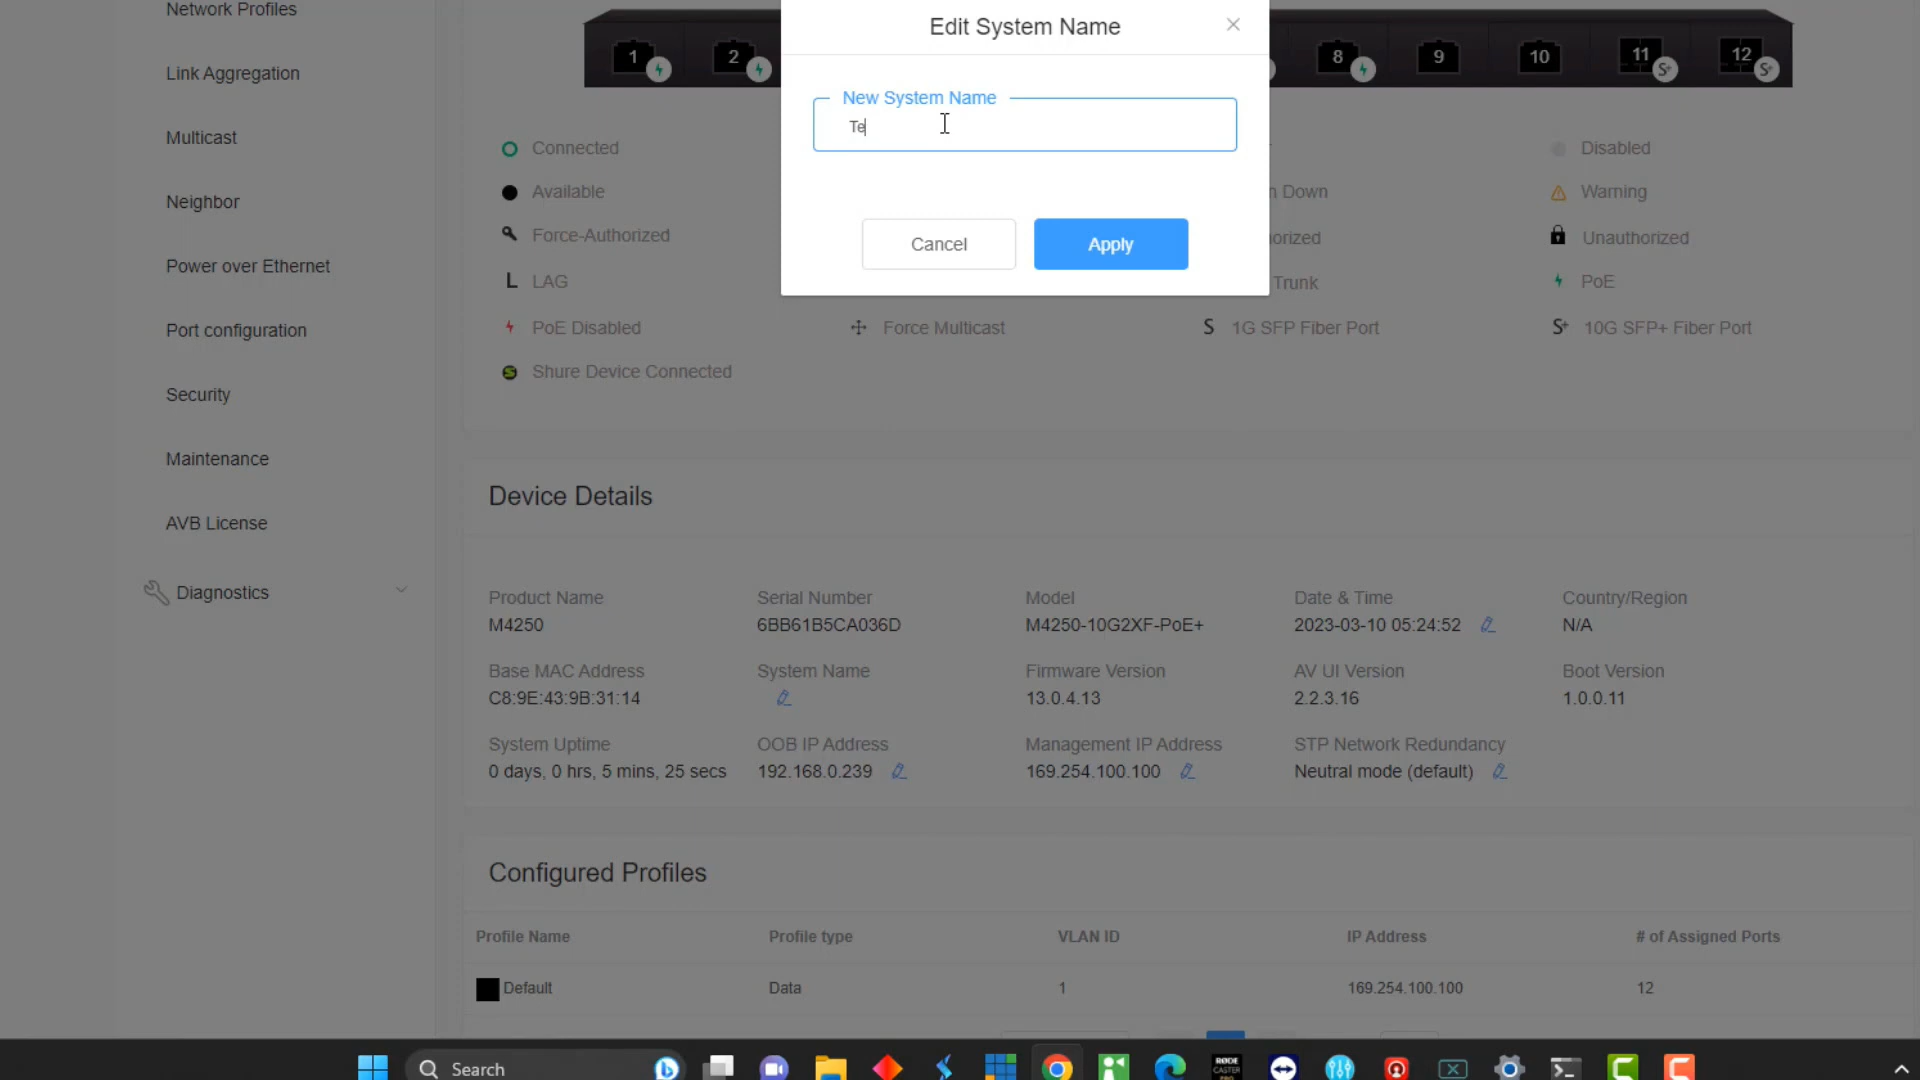 Network Profiles
Link Aggregation
Multicast
Neighbor
Power over Ethernet
Port configuration
Security
Maintenance
AVB License
Diagnostics
Edit System Name
New System Name
Te
Cancel Apply
1 2 8 9 10 11 12
S+ S+
Connected Disabled
Available n Down Warning
Force-Authorized orized Unauthorized
L LAG Trunk PoE
PoE Disabled Force Multicast S 1G SFP Fiber Port S+ 10G SFP+ Fiber Port
Shure Device Connected
Device Details
Product Name Serial Number Model Date & Time Country/Region
M4250 6BB61B5CA036D M4250-10G2XF-PoE+ 2023-03-10 05:24:52 N/A
Base MAC Address System Name Firmware Version AV UI Version Boot Version
C8:9E:43:9B:31:14 13.0.4.13 2.2.3.16 1.0.0.11
System Uptime OOB IP Address Management IP Address STP Network Redundancy
0 days, 0 hrs, 5 mins, 25 secs 192.168.0.239 169.254.100.100 Neutral mode (default)
Configured Profiles
Profile Name Profile type VLAN ID IP Address # of Assigned Ports
Default Data 1 169.254.100.100 12
Search RØDE CASTER PRO